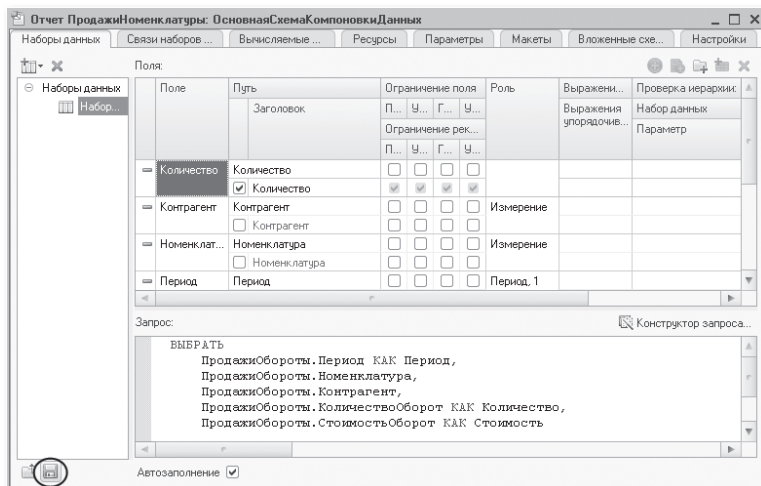 Отчет ПродажиНоменклатуры: ОсновнаяСхемаКомпоновкиДанных
Наборы данных Связи наборов ... Вычисляемые ... Ресурсы Параметры Макеты Вложенные схе... Настройки
Поля:
Наборы данных
Набор...
Поле Путь Ограничение поля Роль Выражени... Проверка иерархии:
Заголовок П... У... Г... У... Выражения упорядочив... Набор данных
Ограничение рек... Параметр
П... У... Г... У...
Количество Количество
Количество
Контрагент Контрагент Измерение
Контрагент
Номенклат... Номенклатура Измерение
Номенклатура
Период Период Период, 1
Запрос: Конструктор запроса...
ВЫБРАТЬ
ПродажиОбороты.Период КАК Период,
ПродажиОбороты.Номенклатура,
ПродажиОбороты.Контрагент,
ПродажиОбороты.КоличествоОборот КАК Количество,
ПродажиОбороты.СтоимостьОборот КАК Стоимость
Автозаполнение